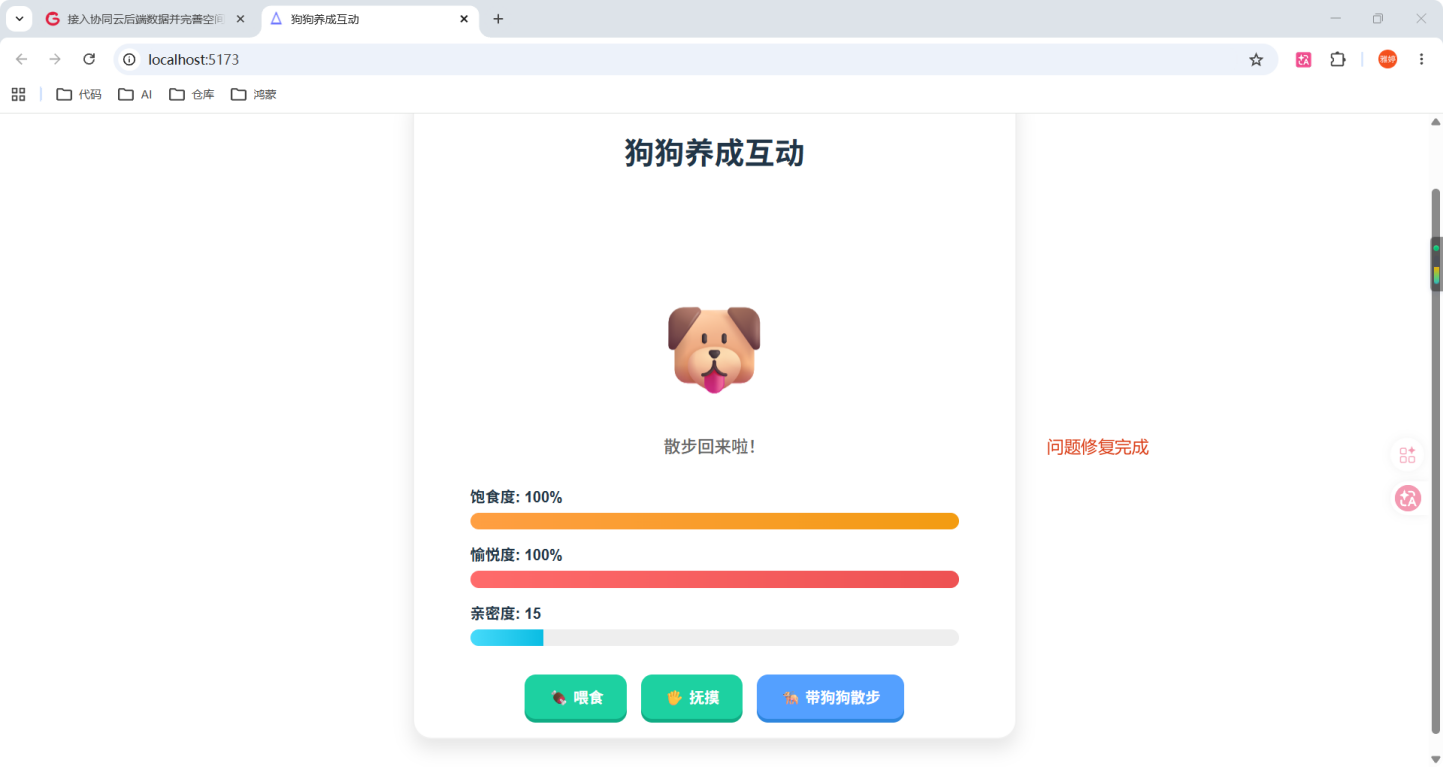 接入协同云后端数据并完善空间
狗狗养成互动
localhost:5173
雅婷
代码
AI
仓库
鸿蒙
狗狗养成互动
散步回来啦!
问题修复完成
饱食度: 100%
愉悦度: 100%
亲密度: 15
喂食
抚摸
带狗狗散步